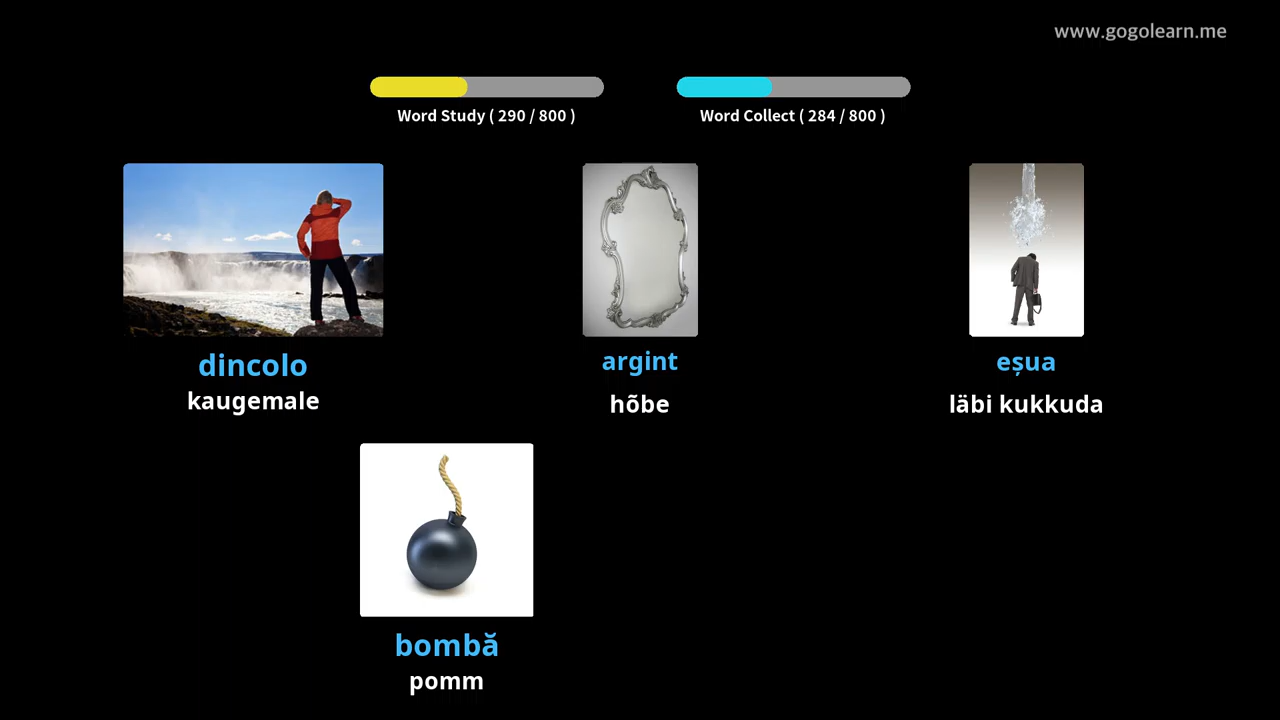 www.gogolearn.me
Word Study ( 290 / 800 )
Word Collect ( 284 / 800 )
dincolo
kaugemale
argint
hõbe
eșua
läbi kukkuda
bombă
pomm